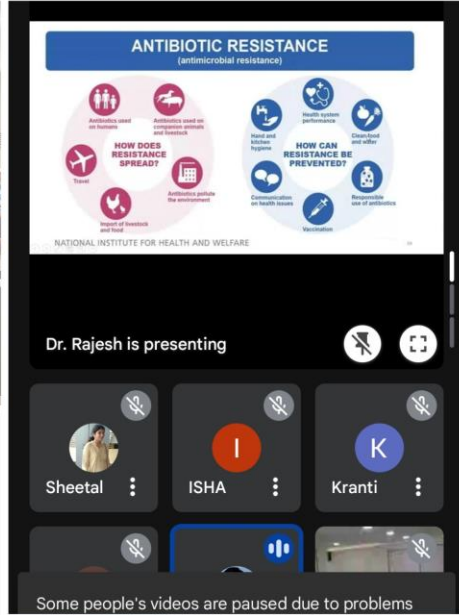 ANTIBIOTIC RESISTANCE
(antimicrobial resistance)
Antibiotics used
on humans
Antibiotics used on
companion animals
and livestock
HOW DOES
RESISTANCE
SPREAD?
Travel
Antibiotics pollute
the environment
Import of livestock
and food
Health system
performance
Hand and
kitchen
hygiene
Clean food
and water
HOW CAN
RESISTANCE BE
PREVENTED?
Communication
on health issues
Responsible
use of antibiotics
Vaccination
NATIONAL INSTITUTE FOR HEALTH AND WELFARE
Dr. Rajesh is presenting
I
K
Sheetal
ISHA
Kranti
Some people's videos are paused due to problems